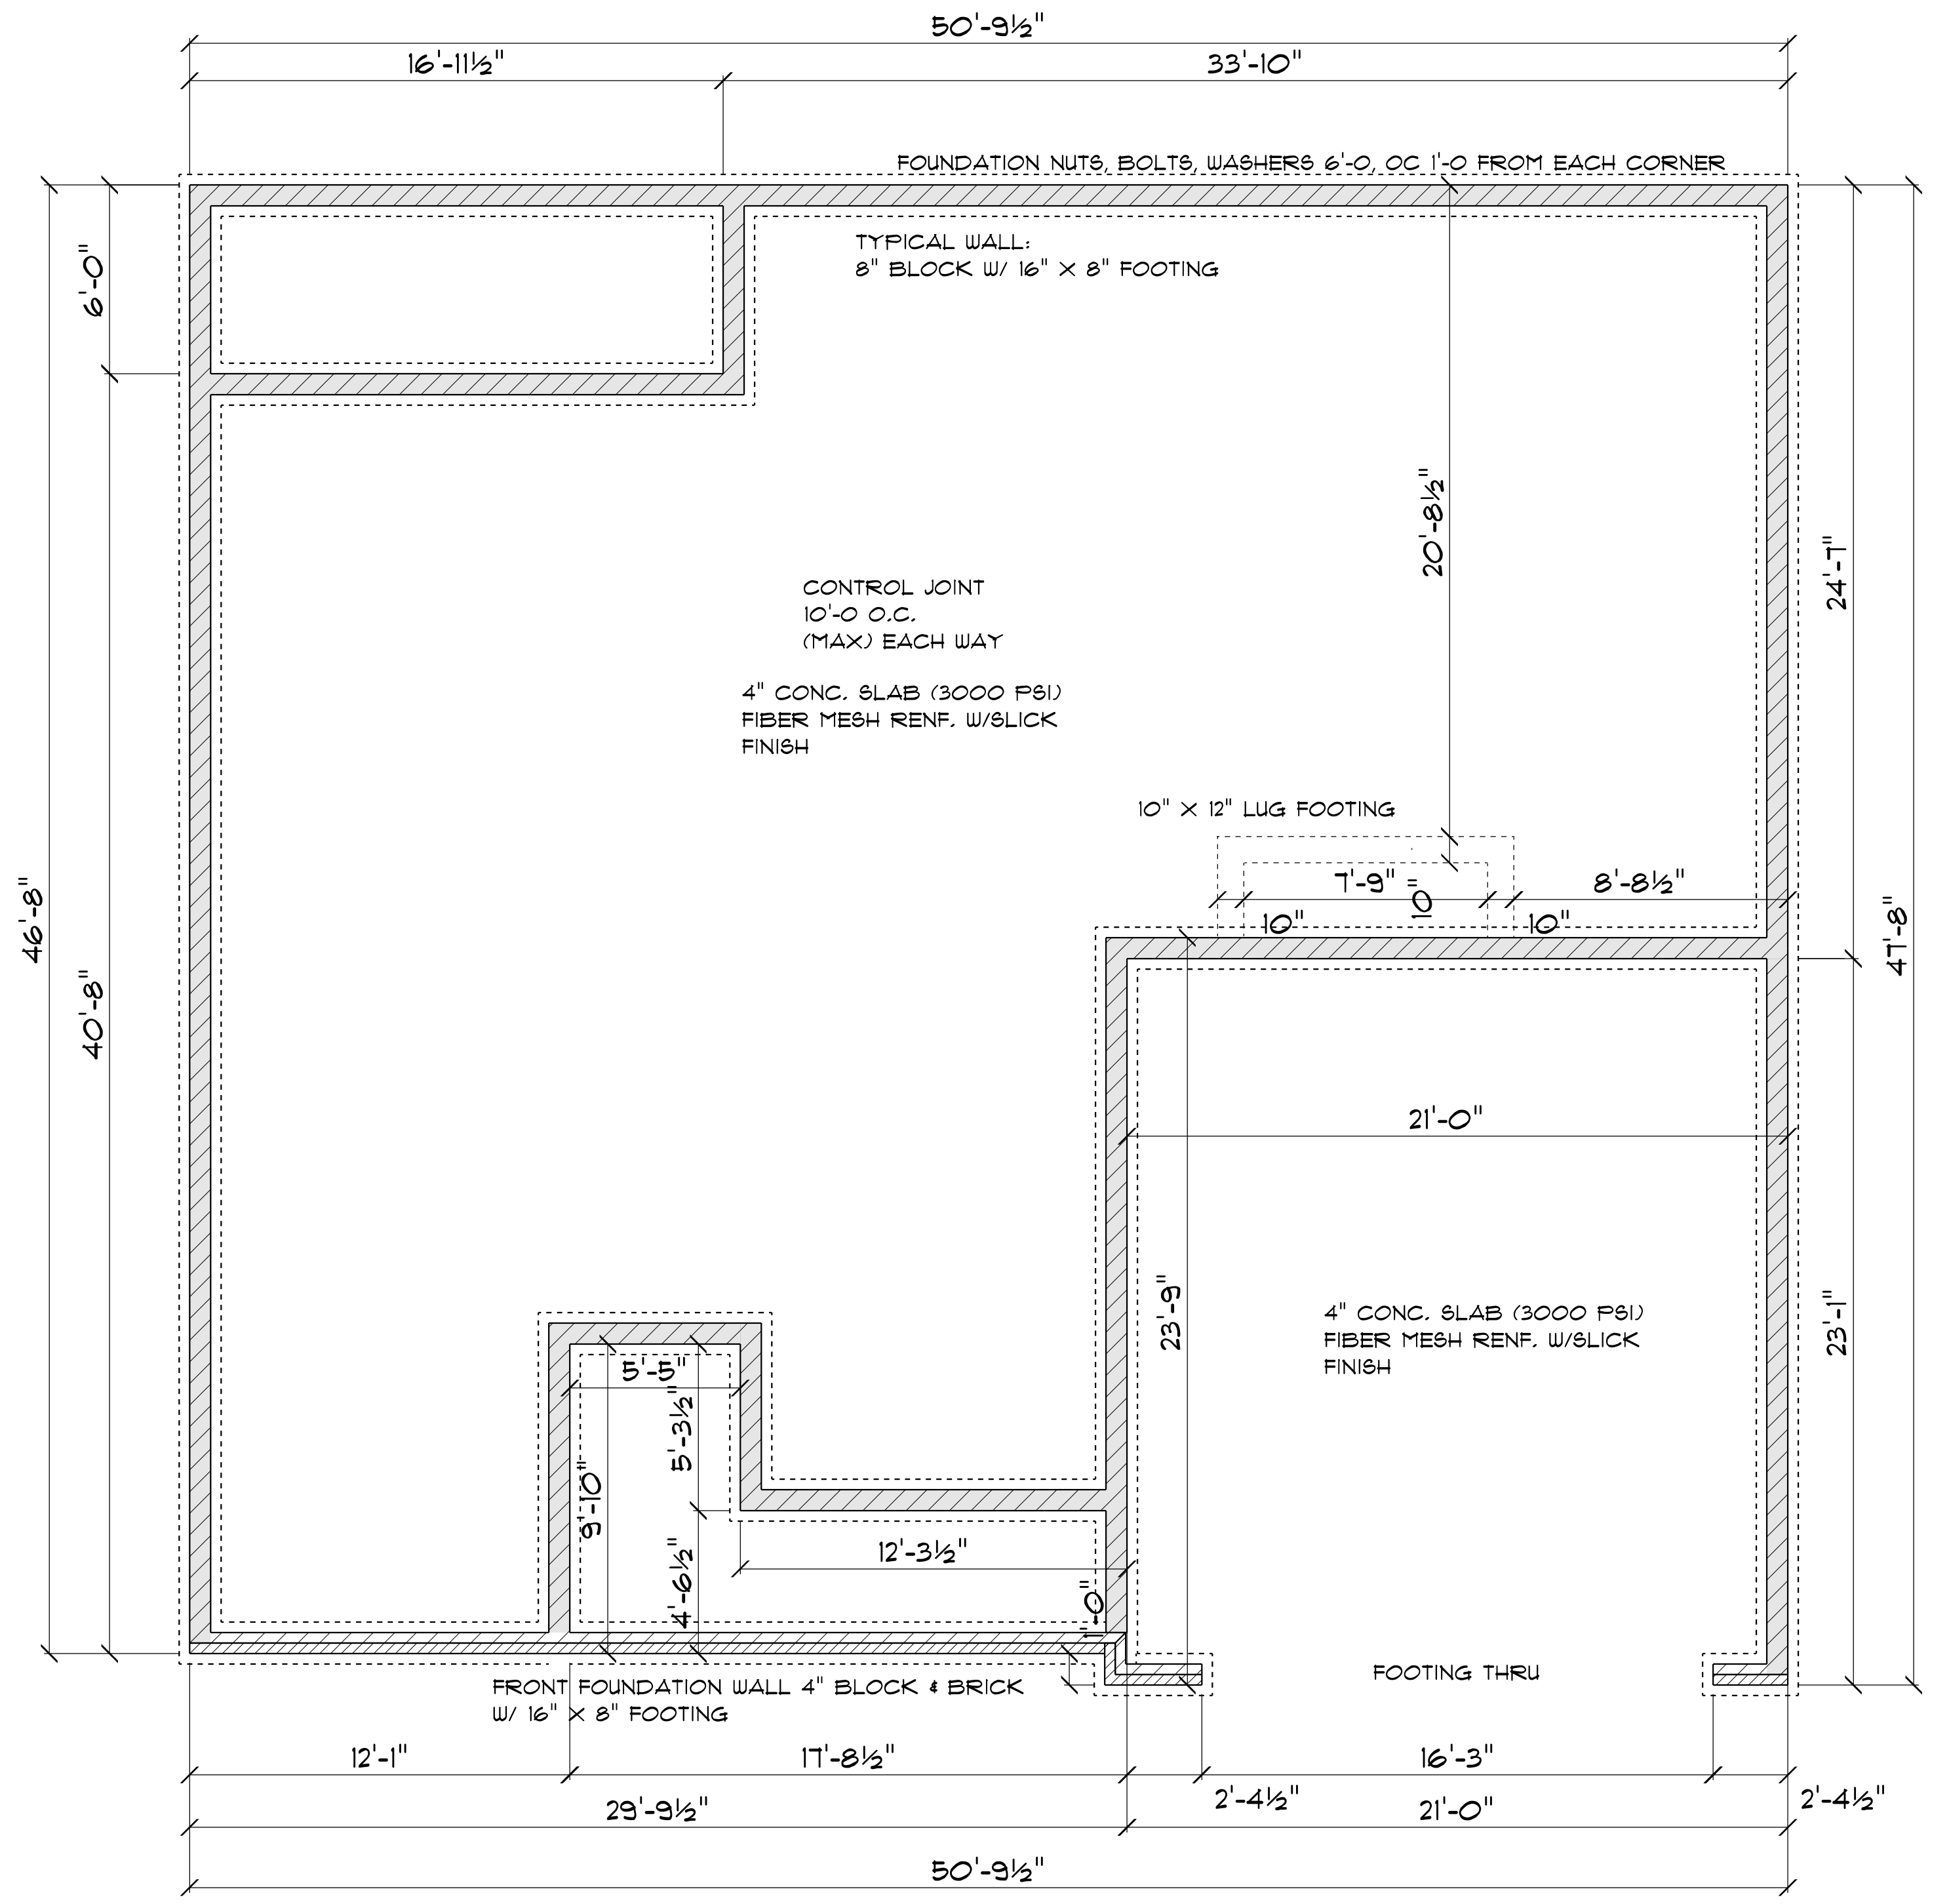 50'-9½"
16'-11½"
33'-10"
FOUNDATION NUTS, BOLTS, WASHERS 6'-0, OC 1'-0 FROM EACH CORNER
6'-0"
TYPICAL WALL:
8" BLOCK W/ 16" X 8" FOOTING
20'-8½"
24'-7"
CONTROL JOINT
10'-0 O.C.
(MAX) EACH WAY
4" CONC. SLAB (3000 PSI)
FIBER MESH RENF. W/SLICK
FINISH
10" X 12" LUG FOOTING
46'-8"
7'-9"
10"
8'-8½"
10"
10"
47'-8"
40'-8"
21'-0"
23'-9"
4" CONC. SLAB (3000 PSI)
FIBER MESH RENF. W/SLICK
FINISH
23'-1"
5'-5"
5'-3½"
9'-10"
12'-3½"
4'-6½"
1'-0"
FRONT FOUNDATION WALL 4" BLOCK & BRICK
W/ 16" X 8" FOOTING
FOOTING THRU
12'-1"
17'-8½"
16'-3"
2'-4½"
2'-4½"
29'-9½"
21'-0"
50'-9½"